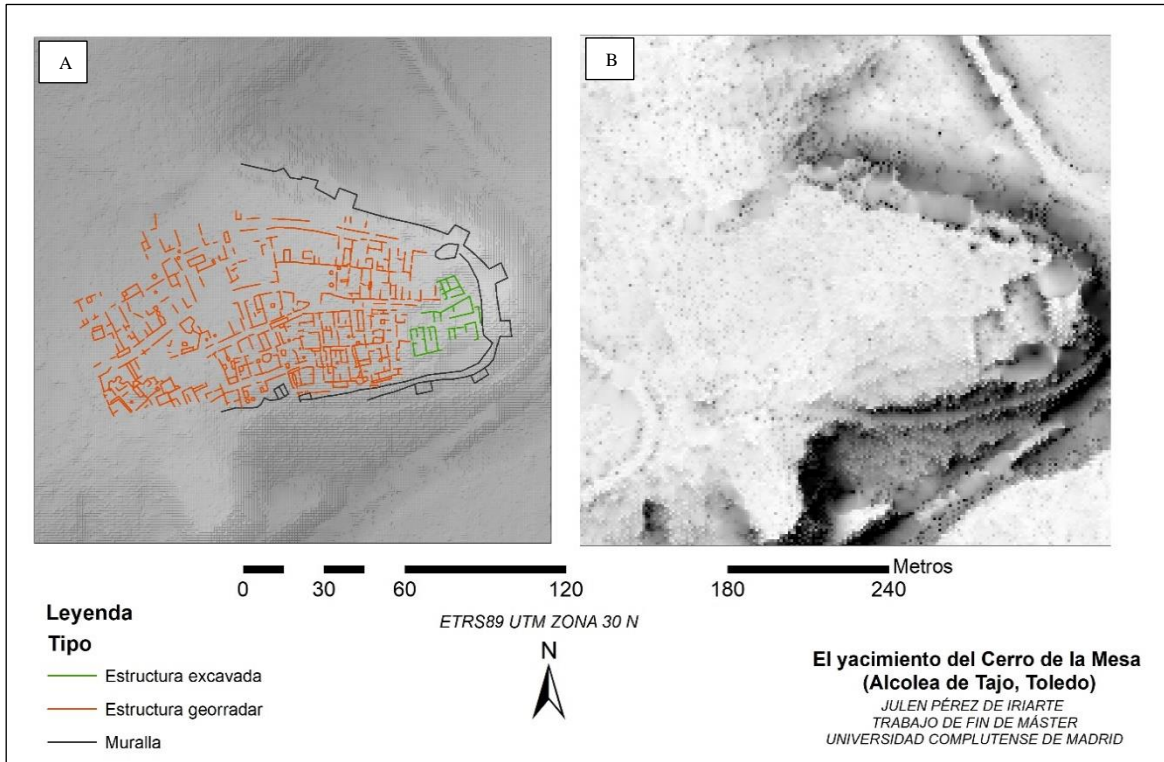 A
B
Metros
0 30 60 120 180 240
ETRS89 UTM ZONA 30 N
N
Leyenda
Tipo
Estructura excavada
Estructura georradar
Muralla
El yacimiento del Cerro de la Mesa
(Alcolea de Tajo, Toledo)
JULEN PÉREZ DE IRIARTE
TRABAJO DE FIN DE MÁSTER
UNIVERSIDAD COMPLUTENSE DE MADRID